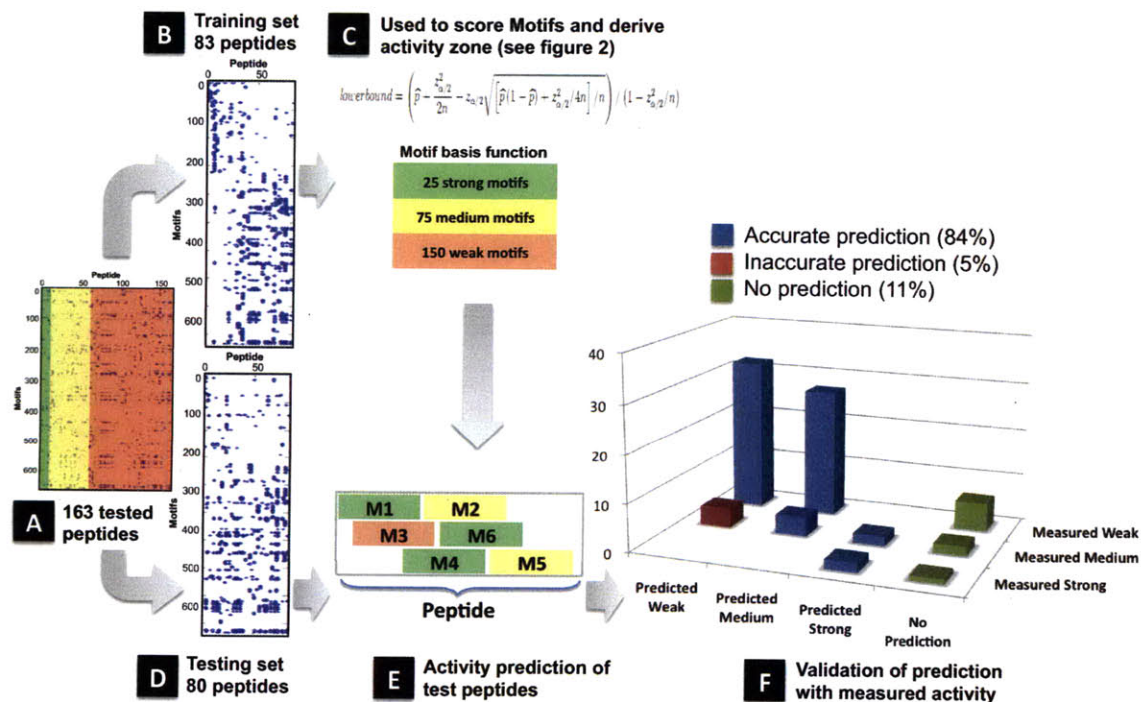 B Training set
83 peptides
Peptide
0 50
0
100
200
300
400
500
600
Motifs
C Used to score Motifs and derive
activity zone (see figure 2)
lowerbound = ( p̂ - z²α/2 / 2n - zα/2 √[p̂(1 - p̂) + z²α/2/4n] / n ) / (1 - z²α/2/n)
Motif basis function
25 strong motifs
75 medium motifs
150 weak motifs
Peptide
0 50 100 150
0
100
200
300
400
500
600
Motifs
A 163 tested
peptides
Peptide
0 50
0
100
200
300
400
500
600
Motifs
D Testing set
80 peptides
M1 M2
M3 M6
M4 M5
Peptide
E Activity prediction of
test peptides
Accurate prediction (84%)
Inaccurate prediction (5%)
No prediction (11%)
40
30
20
10
0
Predicted
Weak
Predicted
Medium
Predicted
Strong
No
Prediction
Measured Weak
Measured Medium
Measured Strong
F Validation of prediction
with measured activity